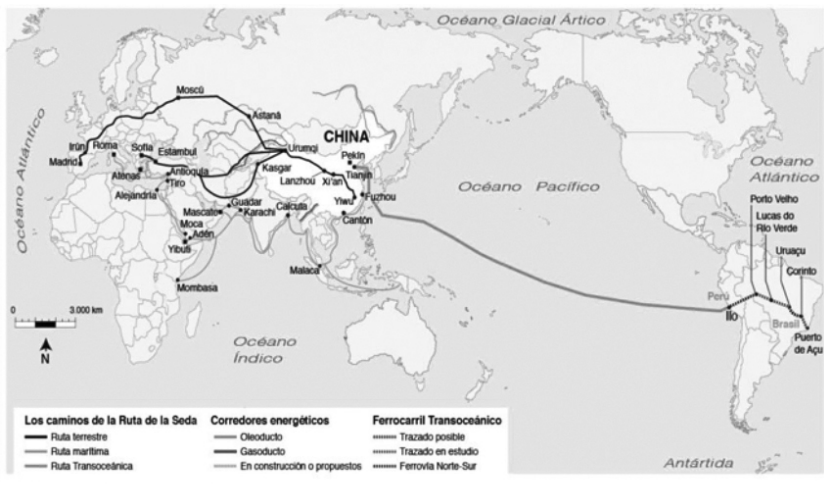 Océano Glacial Ártico
Océano Atlántico
Moscú
Astaná
CHINA
Irún
Roma
Sofía
Estambul
Urumqi
Pekín
Madrid
Atenas
Antioquía
Kasgar
Tianjin
Tiro
Lanzhou
Xi'an
Alejandría
Guadar
Yiwu
Fuzhou
Mascate
Karachi
Calcuta
Cantón
Moca
Adén
Yibuti
Malaca
Mombasa
Océano Pacífico
Océano Atlántico
Porto Velho
Lucas do
Rio Verde
Uruaçu
Corinto
Perú
Ilo
Brasil
Puerto
de Açu
0 3.000 km
N
Océano
Índico
Los caminos de la Ruta de la Seda
Ruta terrestre
Ruta marítima
Ruta Transoceánica
Corredores energéticos
Oleoducto
Gasoducto
En construcción o propuestos
Ferrocarril Transoceánico
Trazado posible
Trazado en estudio
Ferrovía Norte-Sur
Antártida